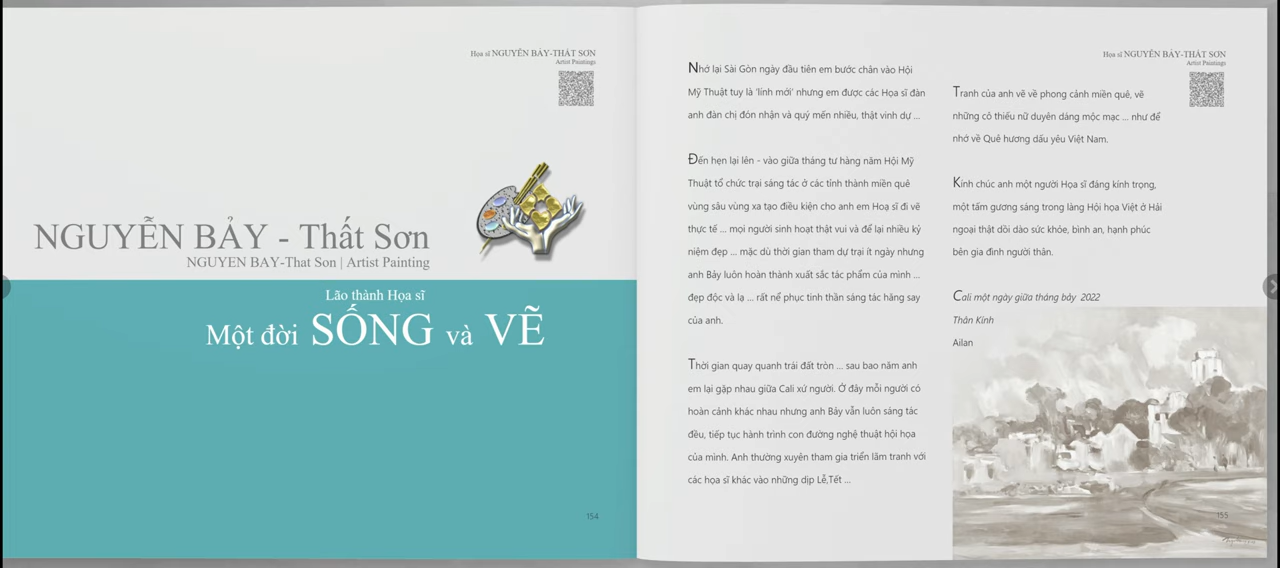 Họa sĩ NGUYỄN BẢY-THẤT SƠN
Artist Paintings
NGUYỄN BẢY - Thất Sơn
NGUYEN BAY-That Son | Artist Painting
Lão thành Họa sĩ
Một đời SỐNG và VẼ
154
Họa sĩ NGUYỄN BẢY-THẤT SƠN
Artist Paintings
Nhớ lại Sài Gòn ngày đầu tiên em bước chân vào Hội
Mỹ Thuật tuy là 'lính mới' nhưng em được các Họa sĩ đàn
anh đàn chị đón nhận và quý mến nhiều, thật vinh dự ...
Đến hẹn lại lên - vào giữa tháng tư hàng năm Hội Mỹ
Thuật tổ chức trại sáng tác ở các tỉnh thành miền quê
vùng sâu vùng xa tạo điều kiện cho anh em Hoạ sĩ đi vẽ
thực tế ... mọi người sinh hoạt thật vui và để lại nhiều kỷ
niệm đẹp ... mặc dù thời gian tham dự trại ít ngày nhưng
anh Bảy luôn hoàn thành xuất sắc tác phẩm của mình ...
đẹp độc và lạ ... rất nể phục tinh thần sáng tác hăng say
của anh.
Thời gian quay quanh trái đất tròn ... sau bao năm anh
em lại gặp nhau giữa Cali xứ người. Ở đây mỗi người có
hoàn cảnh khác nhau nhưng anh Bảy vẫn luôn sáng tác
đều, tiếp tục hành trình con đường nghệ thuật hội họa
của mình. Anh thường xuyên tham gia triển lãm tranh với
các họa sĩ khác vào những dịp Lễ,Tết ...
Tranh của anh vẽ về phong cảnh miền quê, vẽ
những cô thiếu nữ duyên dáng mộc mạc ... như để
nhớ về Quê hương dấu yêu Việt Nam.
Kính chúc anh một người Họa sĩ đáng kính trọng,
một tấm gương sáng trong làng Hội họa Việt ở Hải
ngoại thật dồi dào sức khỏe, bình an, hạnh phúc
bên gia đình người thân.
Cali một ngày giữa tháng bảy 2022
Thân Kính
Ailan
155